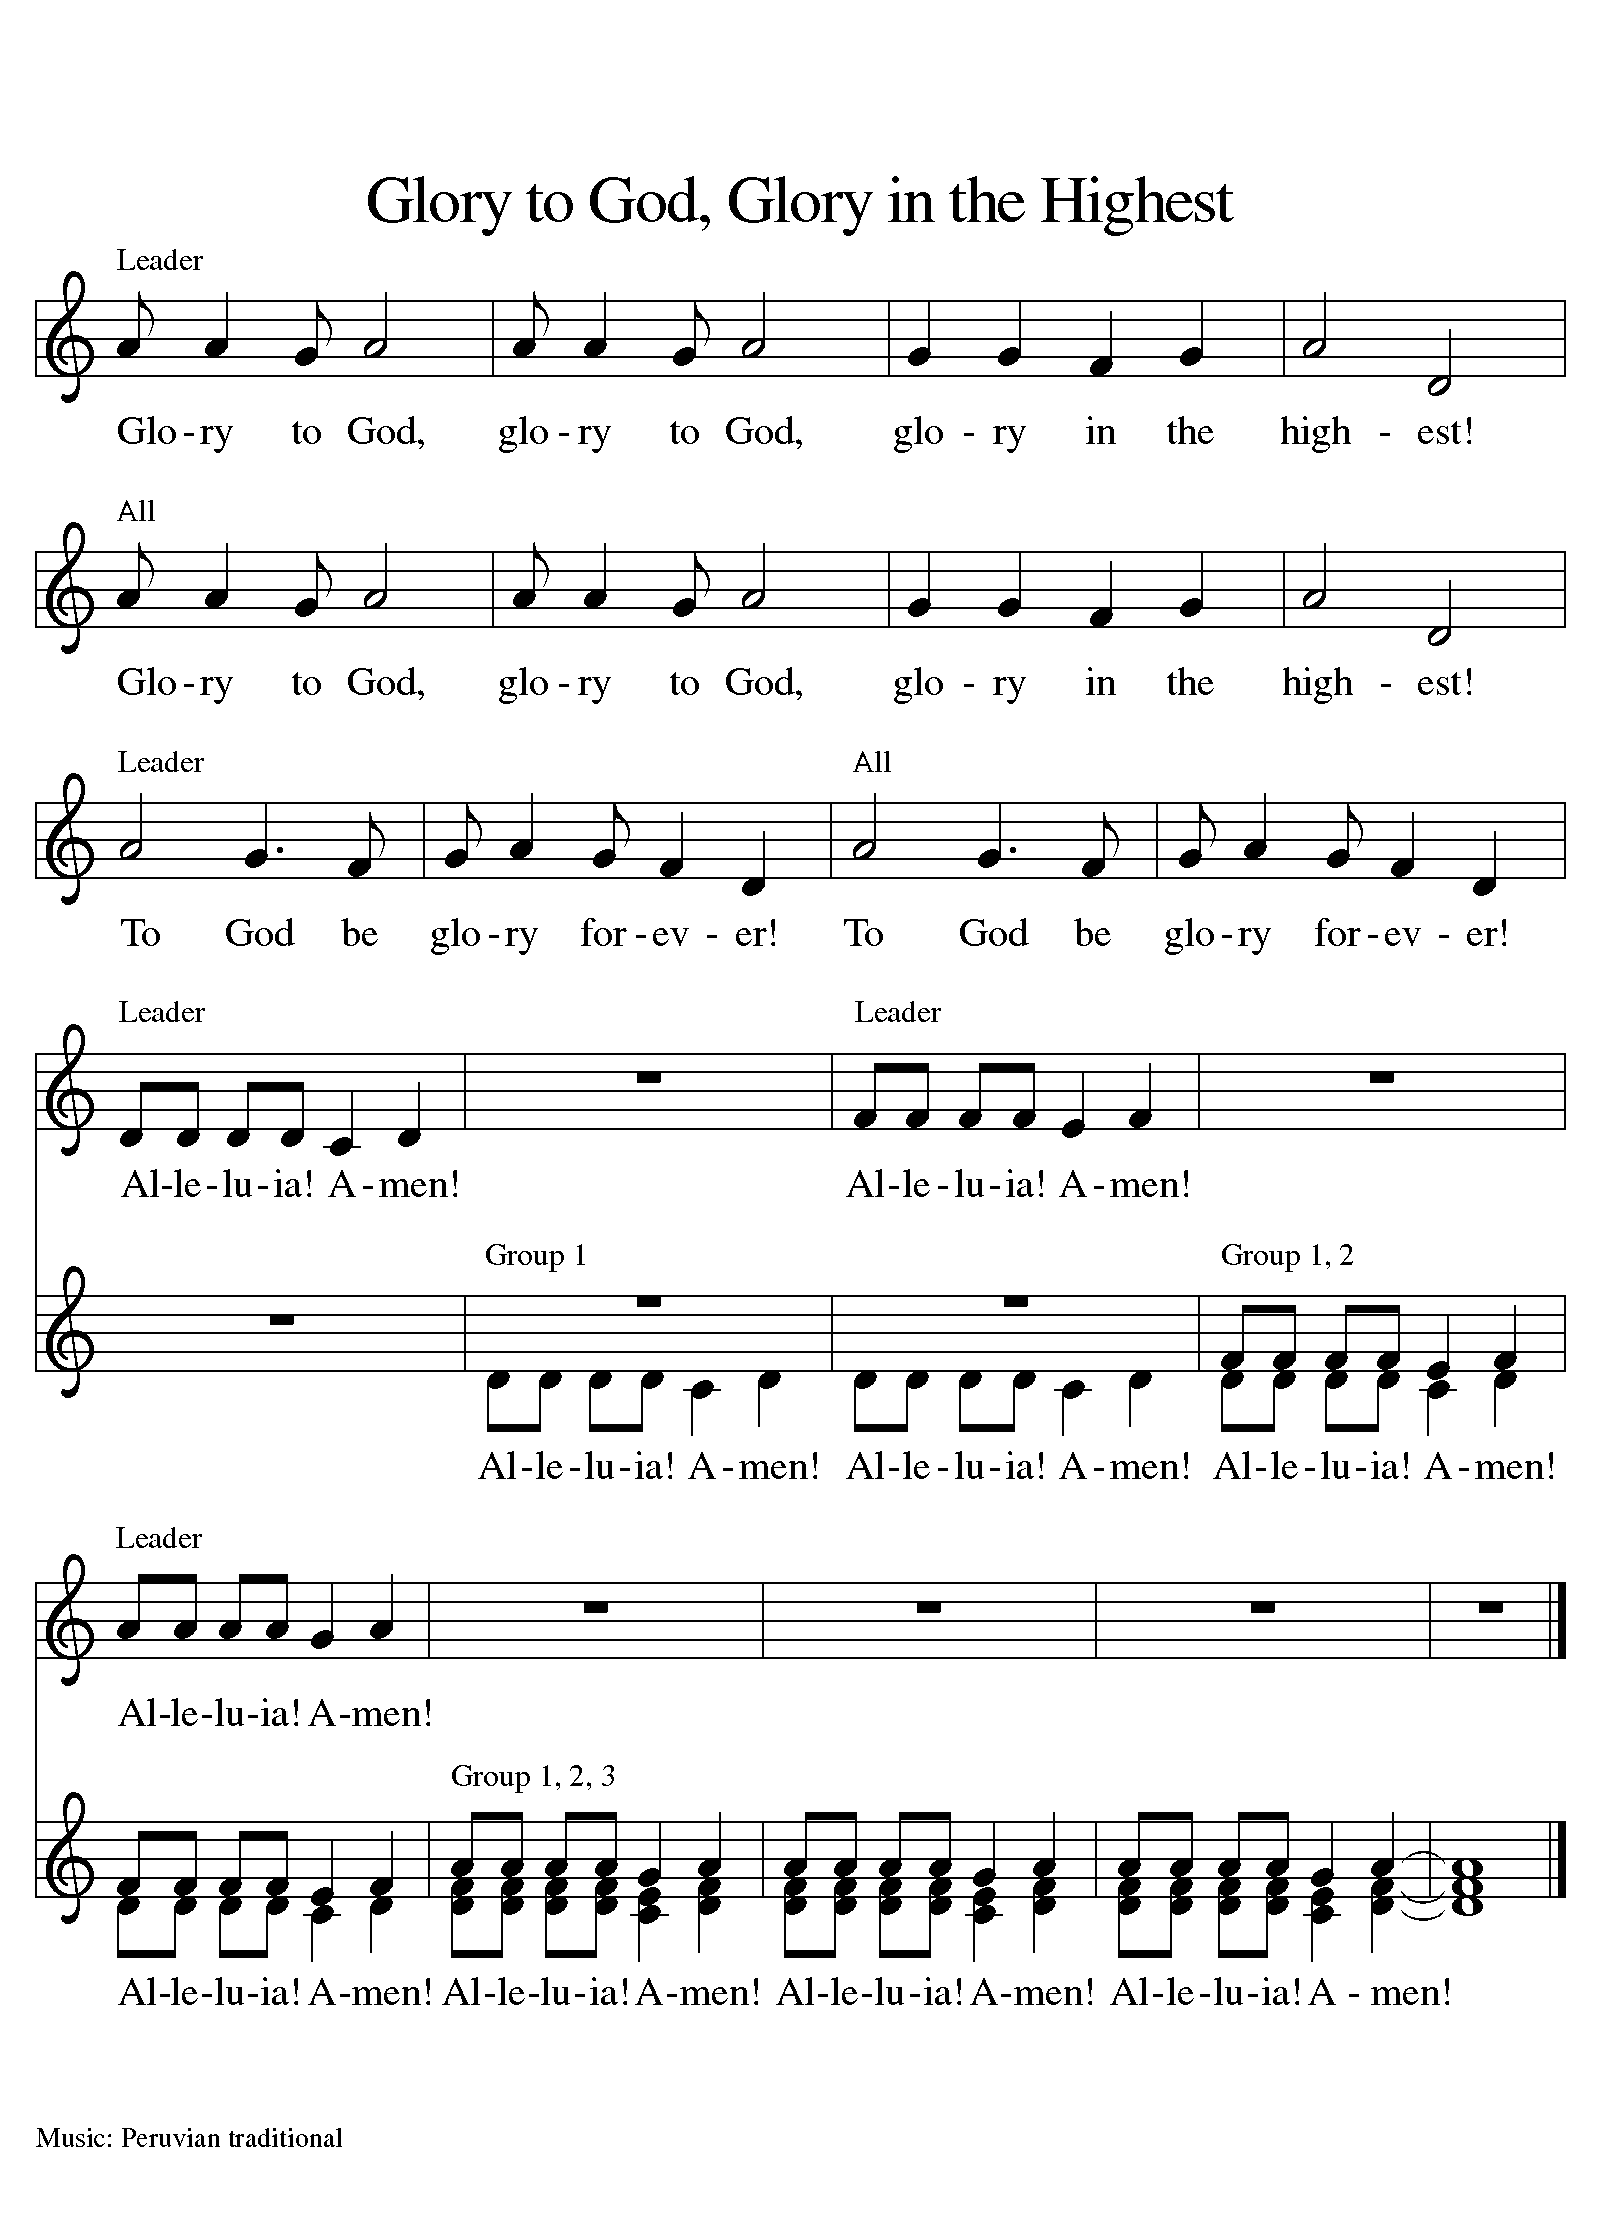 Glory to God, Glory in the Highest
Leader
Glo - ry to God, glo - ry to God, glo - ry in the high - est!
All
Glo - ry to God, glo - ry to God, glo - ry in the high - est!
Leader All
To God be glo - ry for - ev - er! To God be glo - ry for - ev - er!
Leader Leader
Al - le - lu - ia! A - men! Al - le - lu - ia! A - men!
Group 1 Group 1, 2
Al - le - lu - ia! A - men! Al - le - lu - ia! A - men! Al - le - lu - ia! A - men!
Leader
Al - le - lu - ia! A - men!
Group 1, 2, 3
Al - le - lu - ia! A - men! Al - le - lu - ia! A - men! Al - le - lu - ia! A - men! Al - le - lu - ia! A - men!
Music: Peruvian traditional